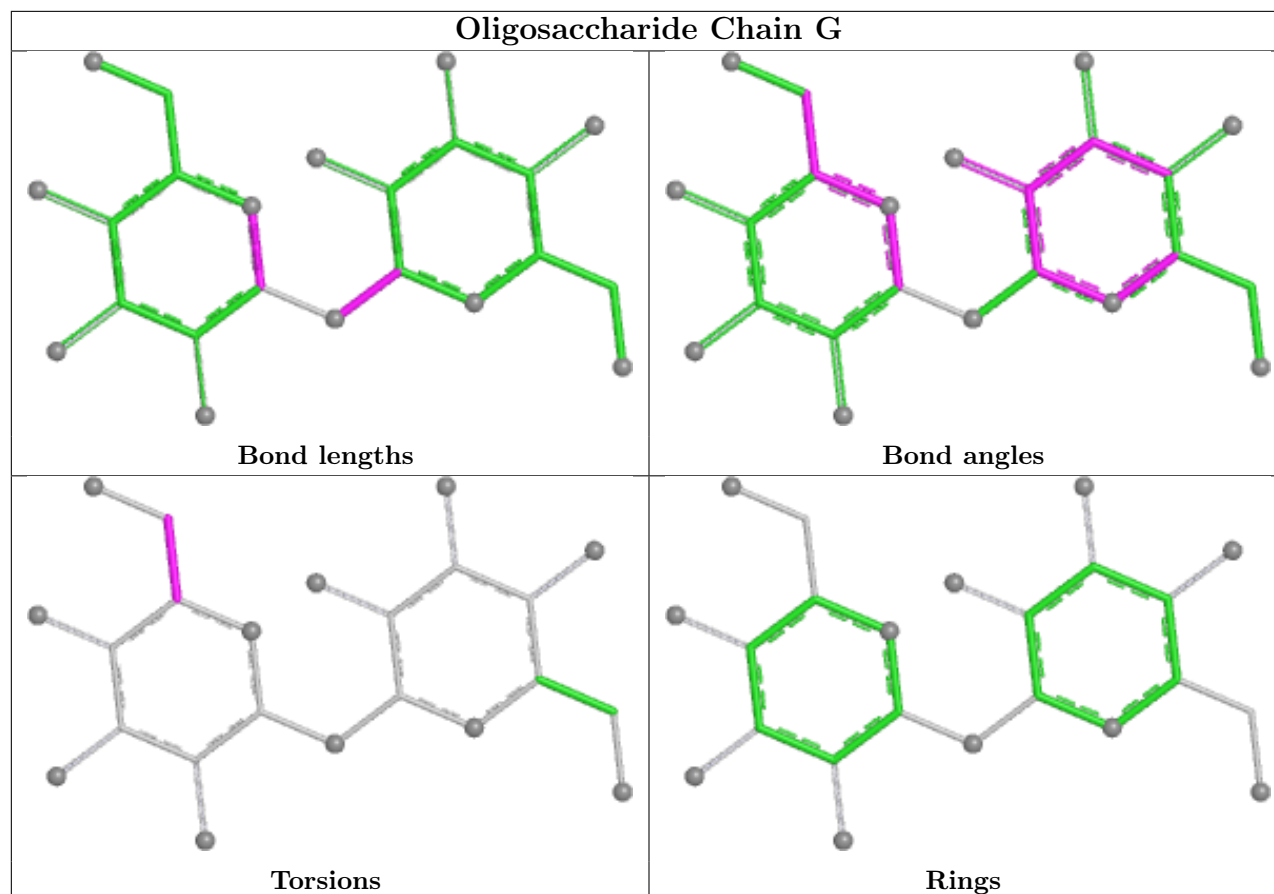 Oligosaccharide Chain G
Bond lengths
Bond angles
Torsions
Rings